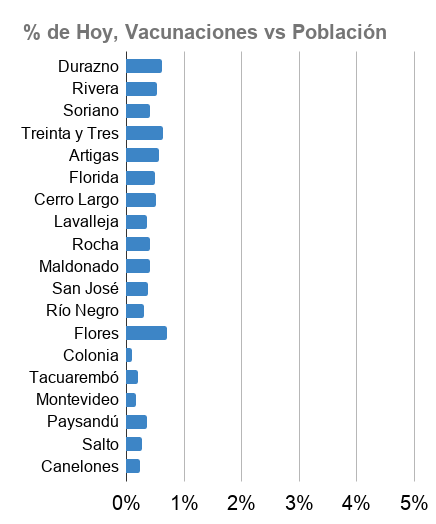 % de Hoy, Vacunaciones vs Población
Durazno
Rivera
Soriano
Treinta y Tres
Artigas
Florida
Cerro Largo
Lavalleja
Rocha
Maldonado
San José
Río Negro
Flores
Colonia
Tacuarembó
Montevideo
Paysandú
Salto
Canelones
0% 1% 2% 3% 4% 5%